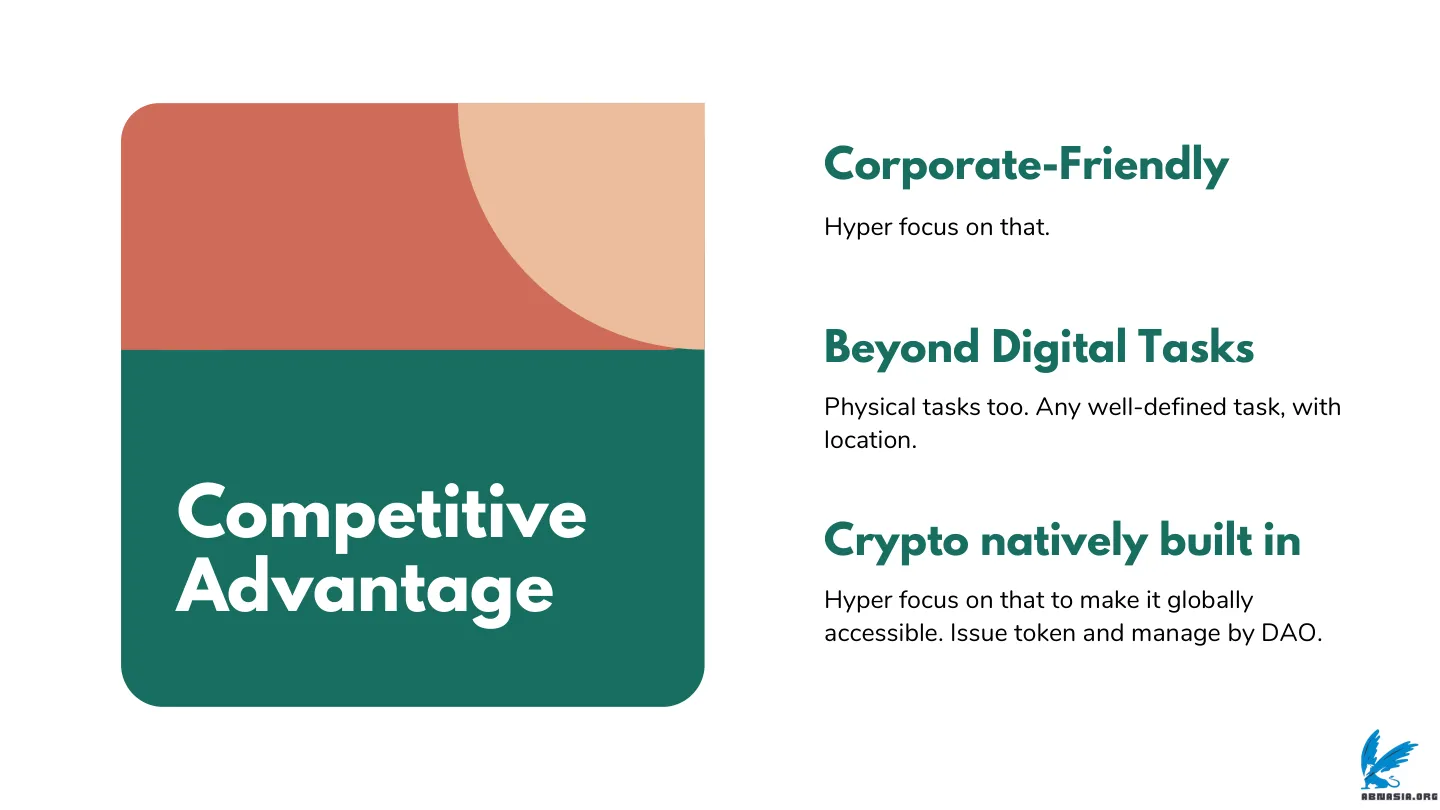 Competitive
Advantage
Corporate-Friendly
Hyper focus on that.
Beyond Digital Tasks
Physical tasks too. Any well-defined task, with
location.
Crypto natively built in
Hyper focus on that to make it globally
accessible. Issue token and manage by DAO.
ABNASIA.ORG